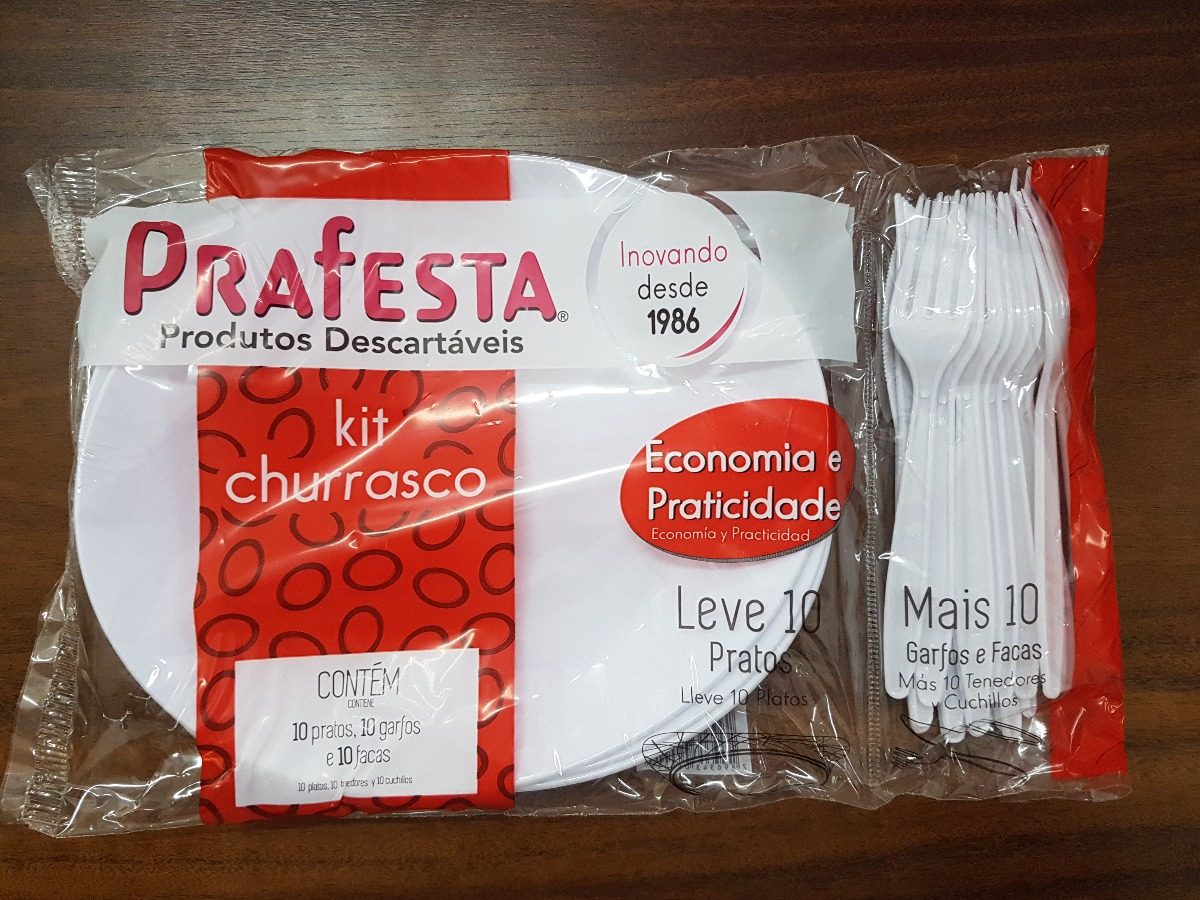 PRAFESTA®
Produtos Descartáveis
Inovando
desde
1986
kit
churrasco
Economia e
Praticidade
Economía y Practicidad
CONTÉM
CONTIENE
10 pratos, 10 garfos
e 10 facas
10 platos, 10 tnedores y 10 cuchillos
Leve 10
Pratos
Lleve 10 Platos
Mais 10
Garfos e Facas
Más 10 Tenedores
y Cuchillos